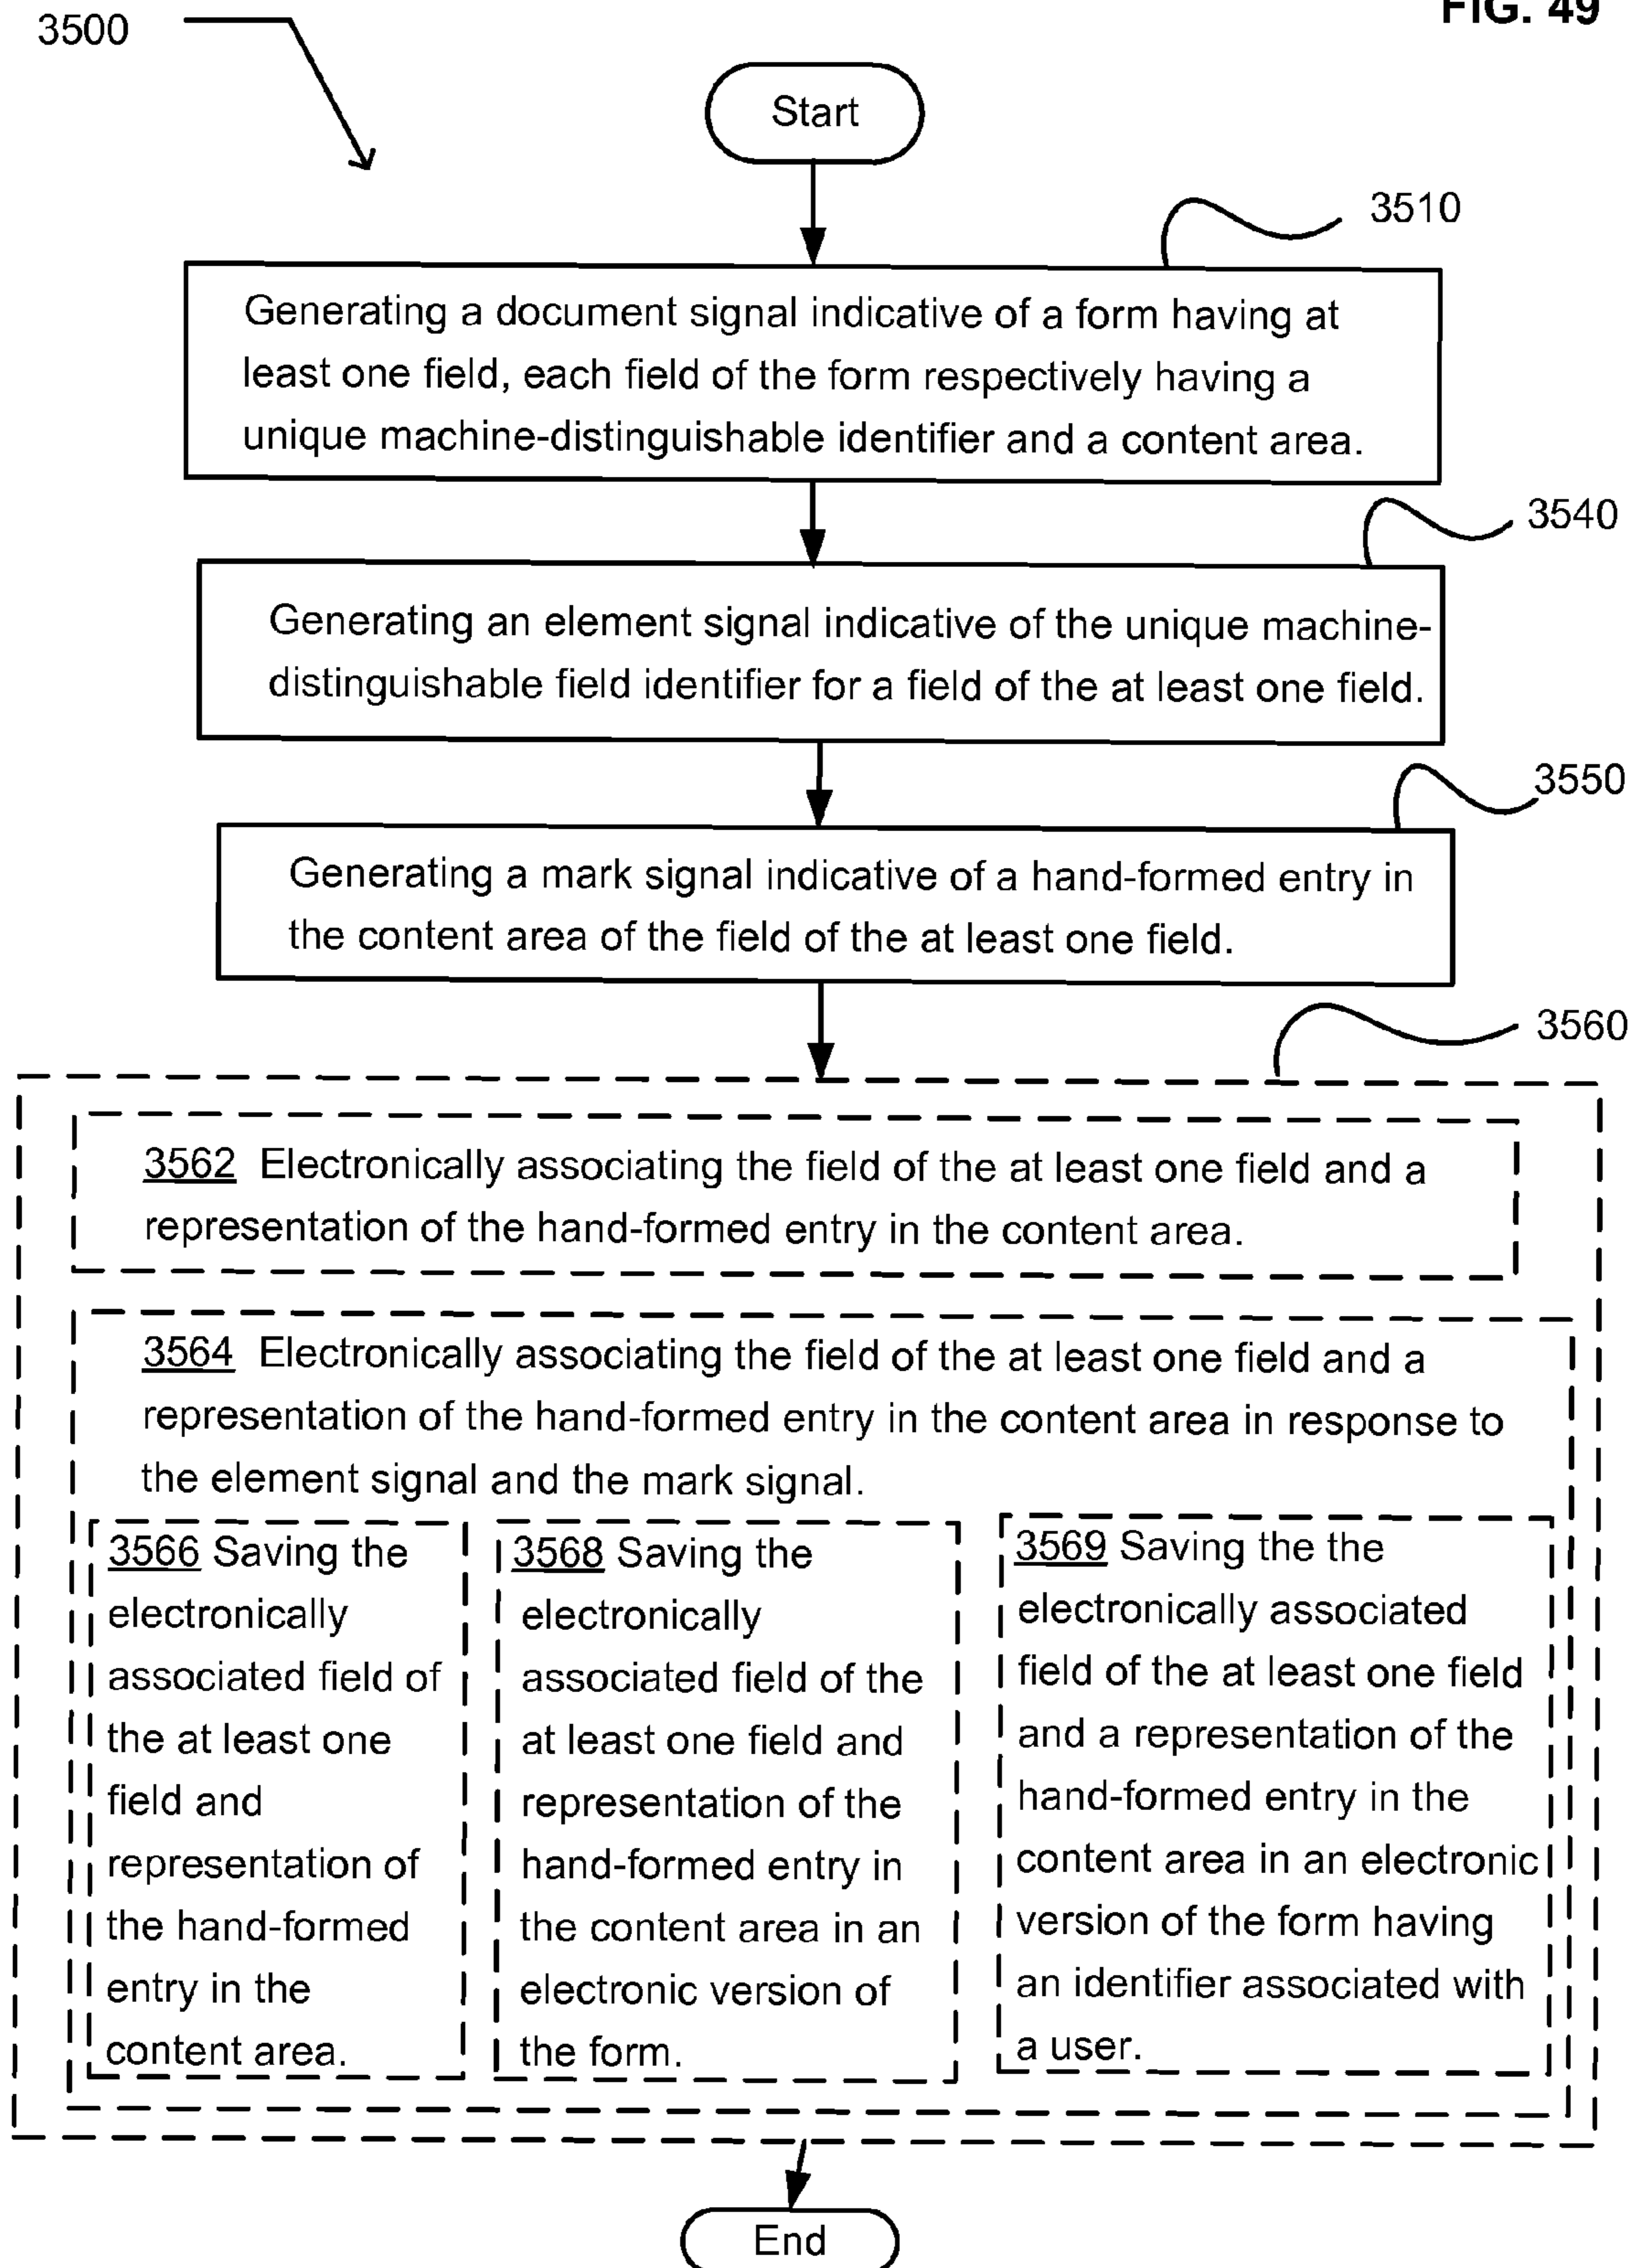 FIG. 49
3500
Start
3510
Generating a document signal indicative of a form having at
least one field, each field of the form respectively having a
unique machine-distinguishable identifier and a content area.
3540
Generating an element signal indicative of the unique machine-
distinguishable field identifier for a field of the at least one field.
3550
Generating a mark signal indicative of a hand-formed entry in
the content area of the field of the at least one field.
3560
3562 Electronically associating the field of the at least one field and a
representation of the hand-formed entry in the content area.
3564 Electronically associating the field of the at least one field and a
representation of the hand-formed entry in the content area in response to
the element signal and the mark signal.
3566 Saving the
electronically
associated field of
the at least one
field and
representation of
the hand-formed
entry in the
content area.
3568 Saving the
electronically
associated field of the
at least one field and
representation of the
hand-formed entry in
the content area in an
electronic version of
the form.
3569 Saving the the
electronically associated
field of the at least one field
and a representation of the
hand-formed entry in the
content area in an electronic
version of the form having
an identifier associated with
a user.
End